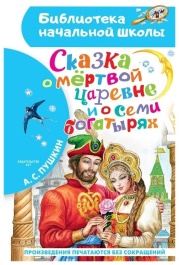 Библиотека
начальной школы
Сказка
о мёртвой
царевне
и о семи
богатырях
А. С. ПУШКИН
ПРОИЗВЕДЕНИЯ ПЕЧАТАЮТСЯ БЕЗ СОКРАЩЕНИЙ